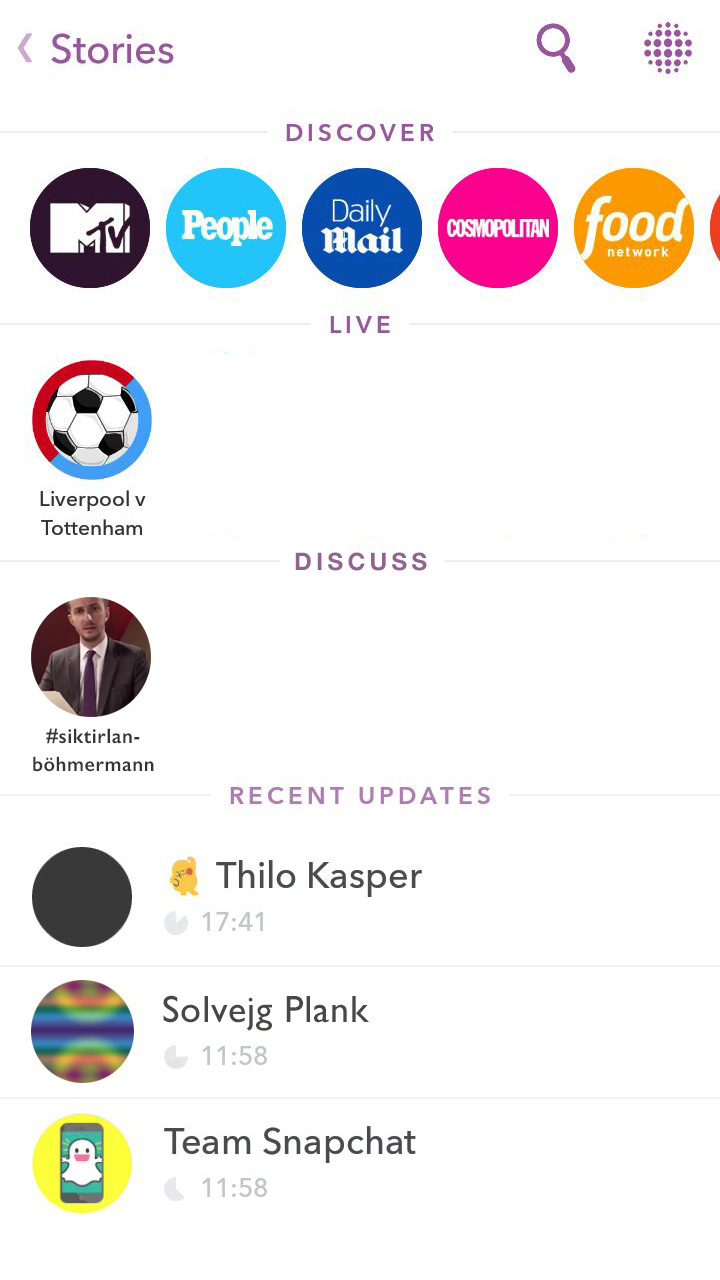 Stories
DISCOVER
MTV
People
Daily
Mail
COSMOPOLITAN
food
network
LIVE
Liverpool v
Tottenham
DISCUSS
#siktirlan-
böhmermann
RECENT UPDATES
Thilo Kasper
17:41
Solvejg Plank
11:58
Team Snapchat
11:58